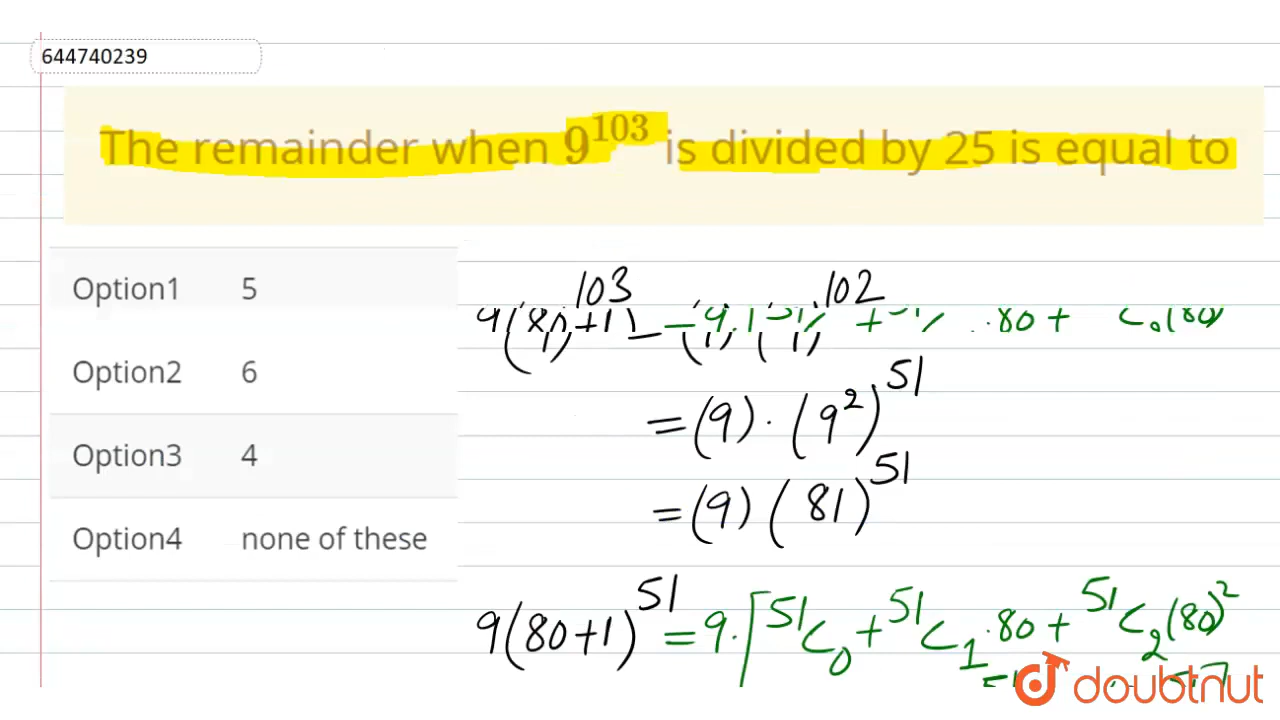 644740239
The remainder when 9^103 is divided by 25 is equal to
Option1 5
Option2 6
Option3 4
Option4 none of these
103
102
= (9) · (9^2)^51
= (9) (81)^51
9(80+1)^51 = 9·[51C0 + 51C1 ·80 + 51C2 (80)^2
doubtnut